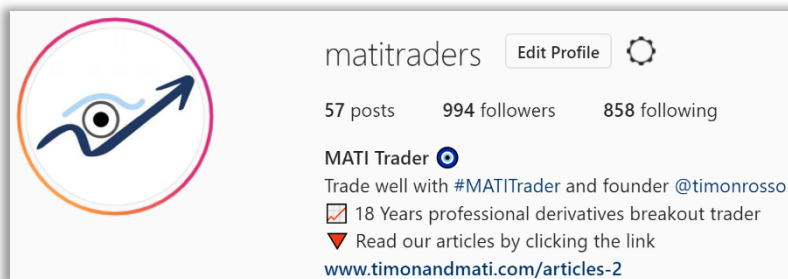 matitraders Edit Profile
57 posts 994 followers 858 following
MATI Trader 🧿
Trade well with #MATITrader and founder @timonrosso
📈 18 Years professional derivatives breakout trader
🔻 Read our articles by clicking the link
www.timonandmati.com/articles-2